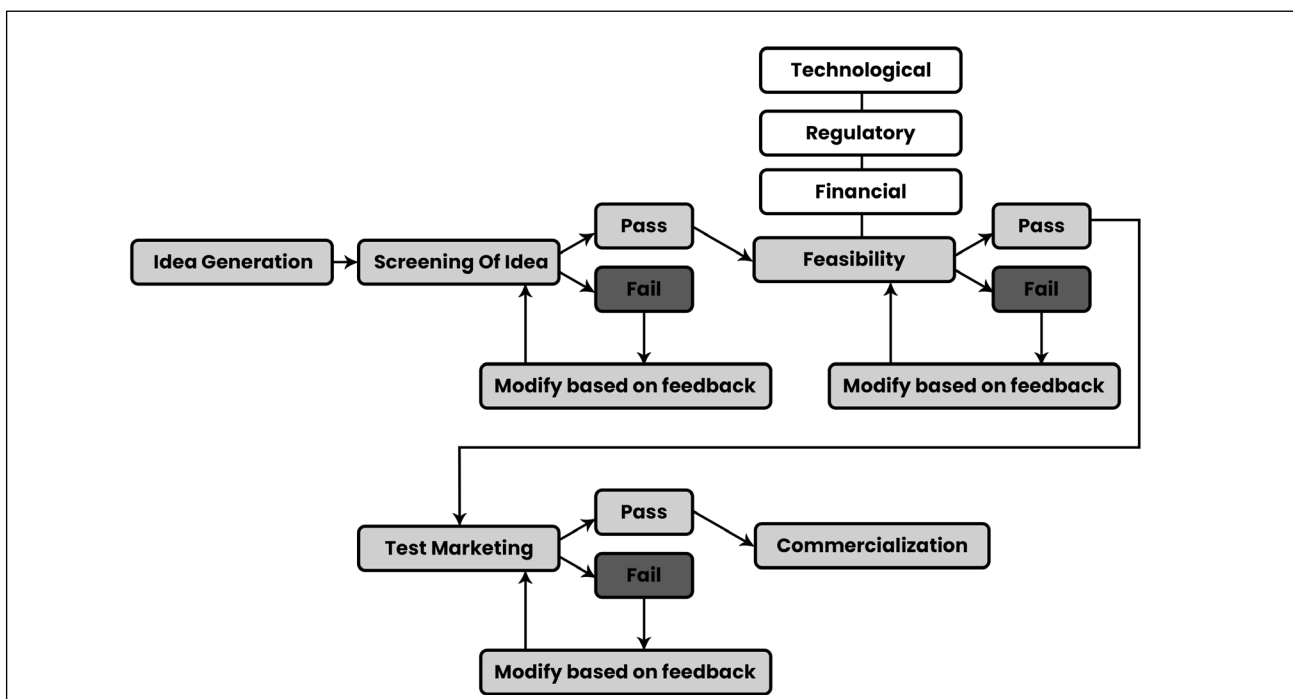 Technological
Regulatory
Financial
Pass
Pass
Idea Generation
Screening Of Idea
Feasibility
Fail
Fail
Modify based on feedback
Modify based on feedback
Pass
Test Marketing
Commercialization
Fail
Modify based on feedback